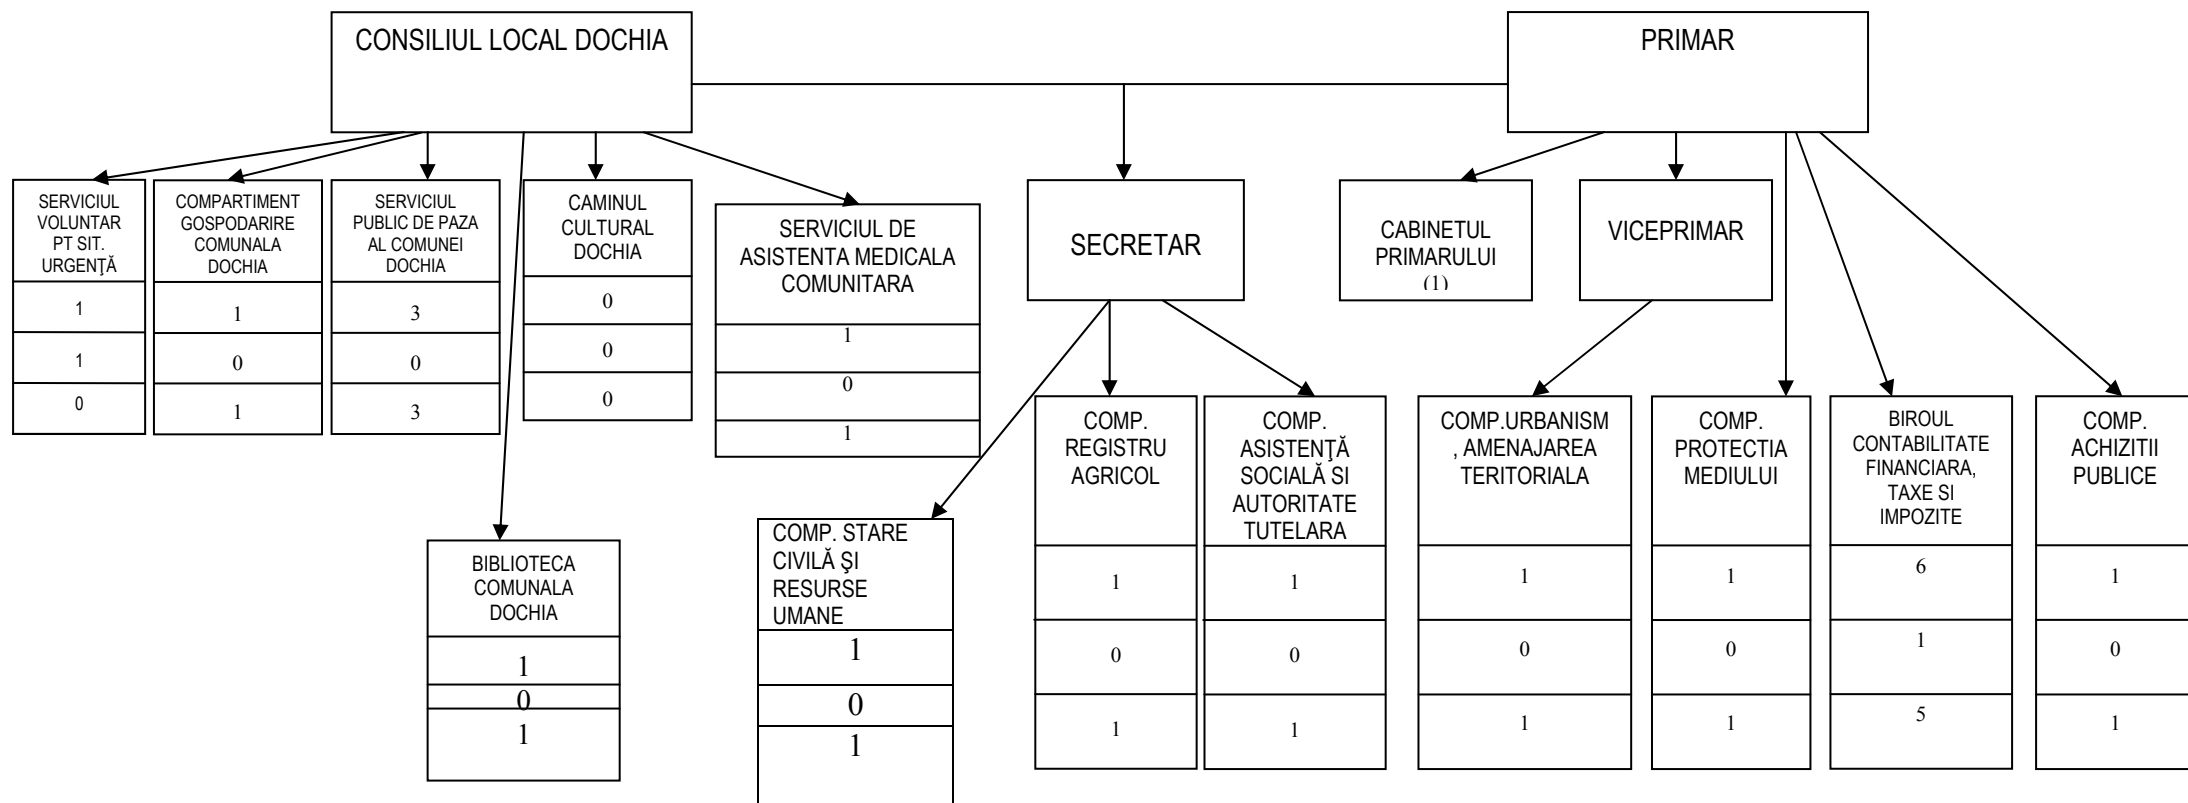 CONSILIUL LOCAL DOCHIA
PRIMAR
SERVICIUL
VOLUNTAR
PT SIT.
URGENŢĂ
1
1
0
COMPARTIMENT
GOSPODARIRE
COMUNALA
DOCHIA
1
0
1
SERVICIUL
PUBLIC DE PAZA
AL COMUNEI
DOCHIA
3
0
3
CAMINUL
CULTURAL
DOCHIA
0
0
0
SERVICIUL DE
ASISTENTA MEDICALA
COMUNITARA
1
0
1
SECRETAR
CABINETUL
PRIMARULUI
(1)
VICEPRIMAR
BIBLIOTECA
COMUNALA
DOCHIA
1
0
1
COMP. STARE
CIVILĂ ŞI
RESURSE
UMANE
1
0
1
COMP.
REGISTRU
AGRICOL
1
0
1
COMP.
ASISTENŢĂ
SOCIALĂ SI
AUTORITATE
TUTELARA
1
0
1
COMP.URBANISM
, AMENAJAREA
TERITORIALA
1
0
1
COMP.
PROTECTIA
MEDIULUI
1
0
1
BIROUL
CONTABILITATE
FINANCIARA,
TAXE SI
IMPOZITE
6
1
5
COMP.
ACHIZITII
PUBLICE
1
0
1